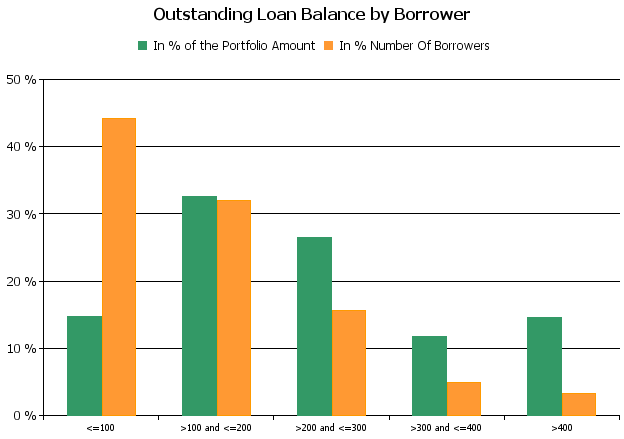 Outstanding Loan Balance by Borrower
In % of the Portfolio Amount In % Number Of Borrowers
50 %
40 %
30 %
20 %
10 %
0 %
<=100 >100 and <=200 >200 and <=300 >300 and <=400 >400